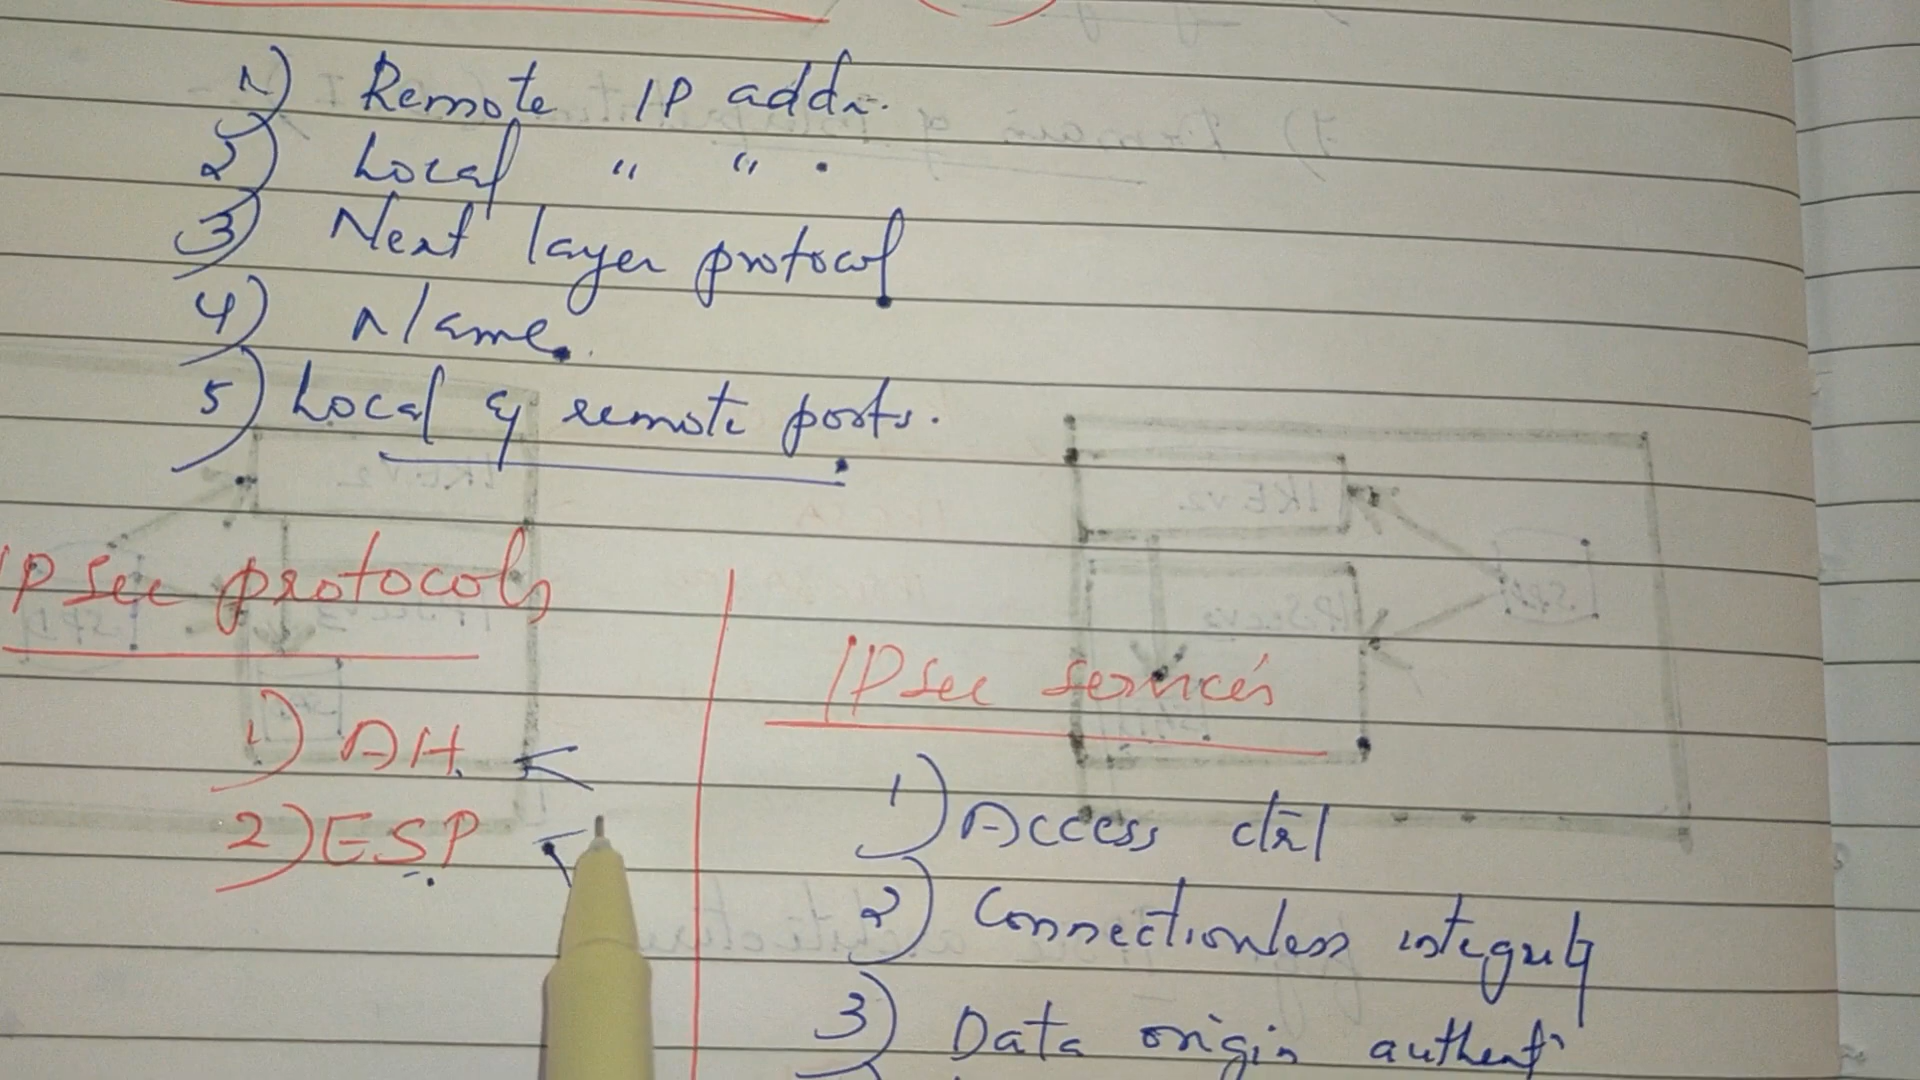 1) Remote IP addr.
2) Local " " .
3) Next layer protocol
4) Name.
5) Local & remote ports.
IPsec protocols
1) AH
2) ESP
IPsec services
1) Access ctrl
2) Connectionless integrity
3) Data origin authent